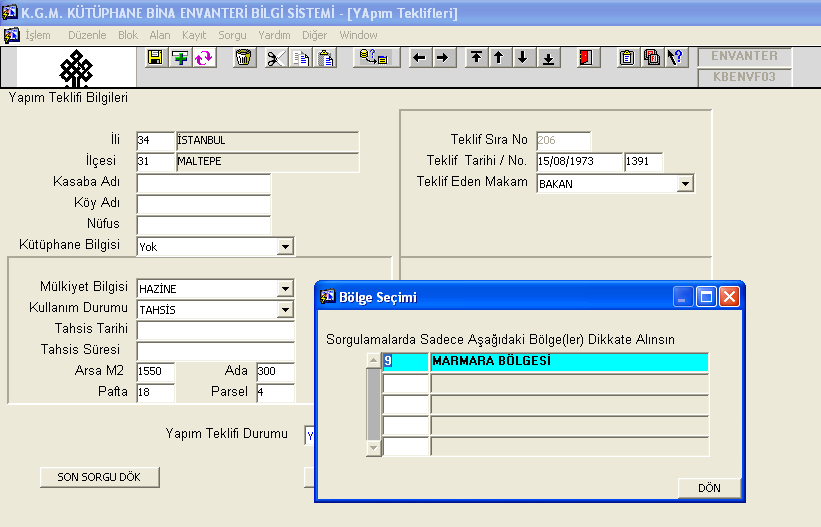 K.G.M. KÜTÜPHANE BİNA ENVANTERİ BİLGİ SİSTEMİ - [YApım Teklifleri]
İşlem Düzenle Blok Alan Kayıt Sorgu Yardım Diğer Window
ENVANTER
KBENVF03
Yapım Teklifi Bilgileri
İli 34 İSTANBUL
İlçesi 31 MALTEPE
Kasaba Adı
Köy Adı
Nüfus
Kütüphane Bilgisi Yok
Teklif Sıra No 206
Teklif Tarihi / No. 15/08/1973 1391
Teklif Eden Makam BAKAN
Mülkiyet Bilgisi HAZİNE
Kullanım Durumu TAHSİS
Tahsis Tarihi
Tahsis Süresi
Arsa M2 1550 Ada 300
Pafta 18 Parsel 4
Yapım Teklifi Durumu
SON SORGU DÖK
Bölge Seçimi
Sorgulamalarda Sadece Aşağıdaki Bölge(ler) Dikkate Alınsın
9 MARMARA BÖLGESİ
DÖN